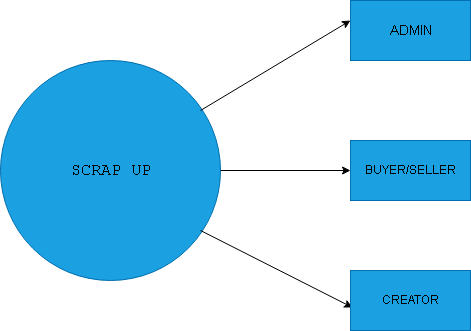 ADMIN
SCRAP UP
BUYER/SELLER
CREATOR